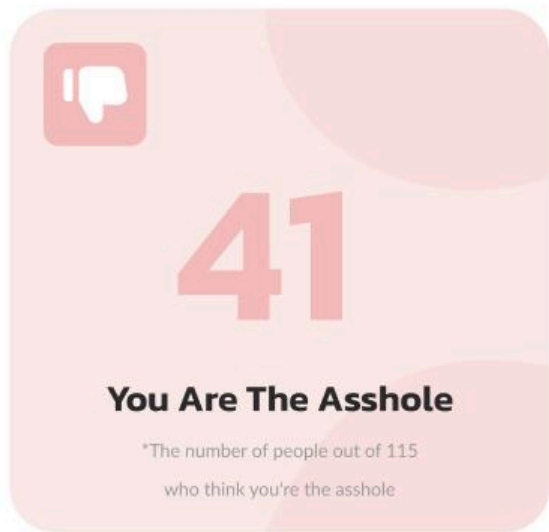 41
You Are The Asshole
*The number of people out of 115
who think you're the asshole